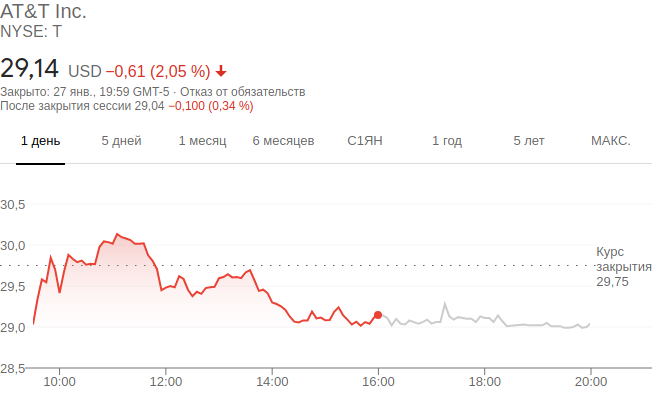 AT&T Inc.
NYSE: T
29,14 USD −0,61 (2,05 %)
Закрыто: 27 янв., 19:59 GMT-5 · Отказ от обязательств
После закрытия сессии 29,04 −0,100 (0,34 %)
1 день 5 дней 1 месяц 6 месяцев С1ЯН 1 год 5 лет МАКС.
30,5
30,0
Курс
закрытия
29,75
29,5
29,0
28,5
10:00 12:00 14:00 16:00 18:00 20:00